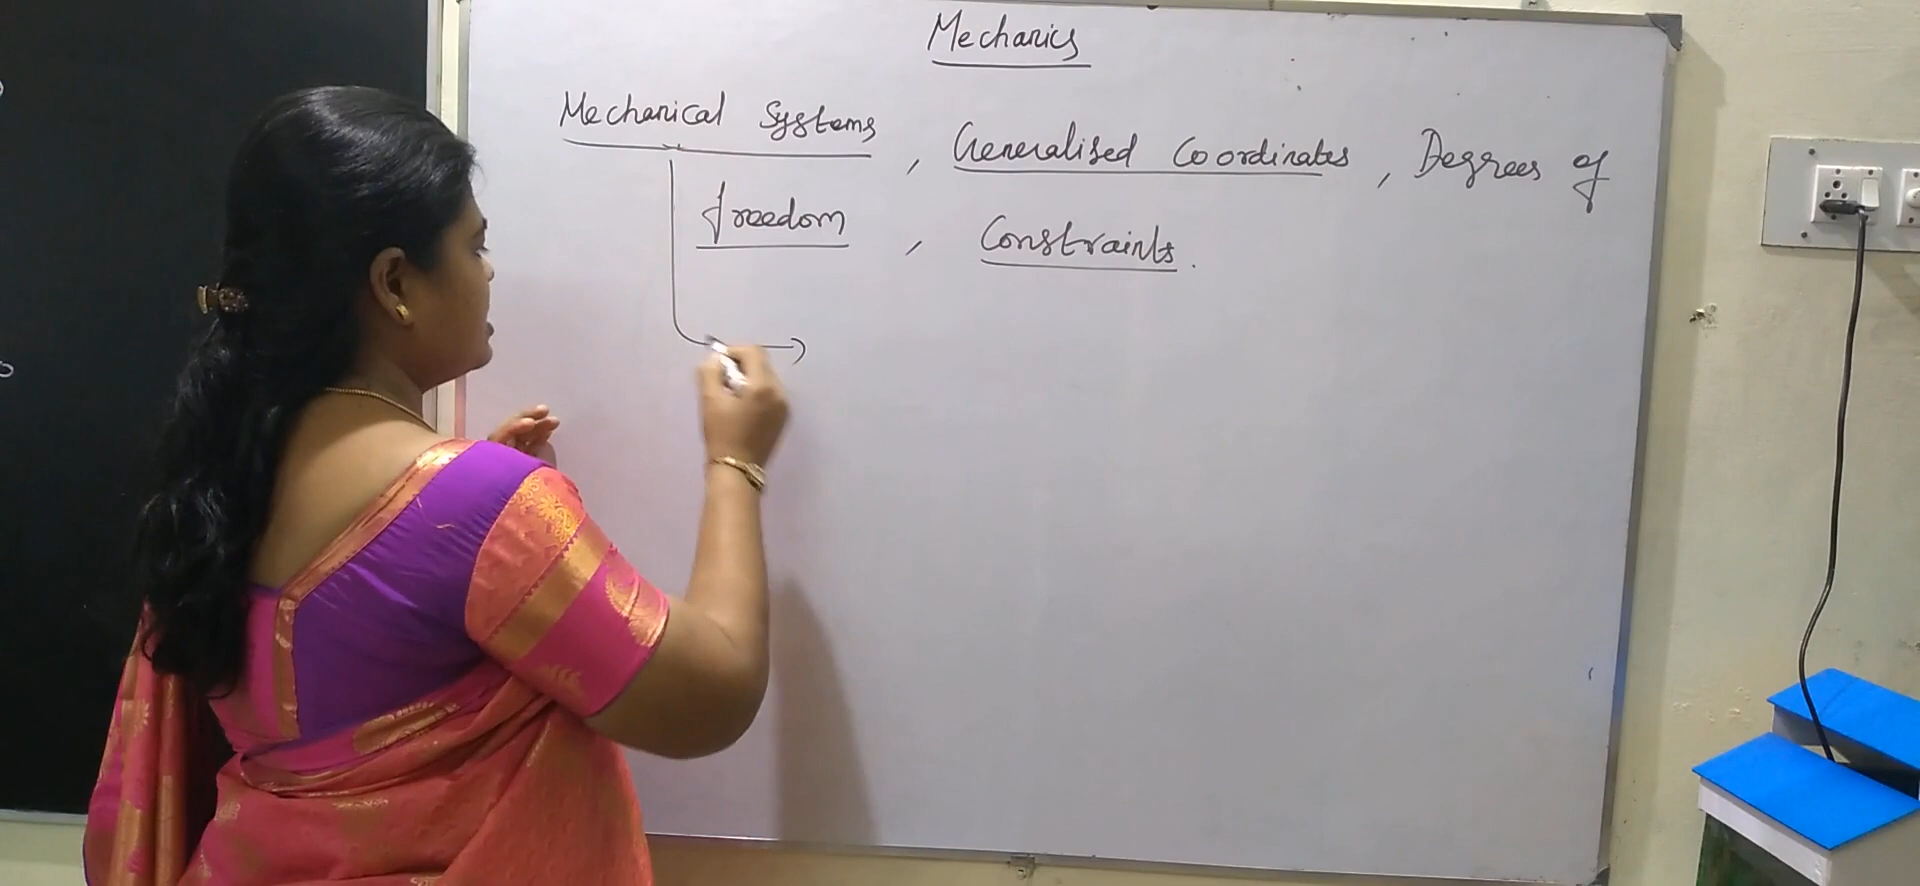 Mechanics
Mechanical Systems, Generalised Coordinates, Degrees of
freedom, Constraints.